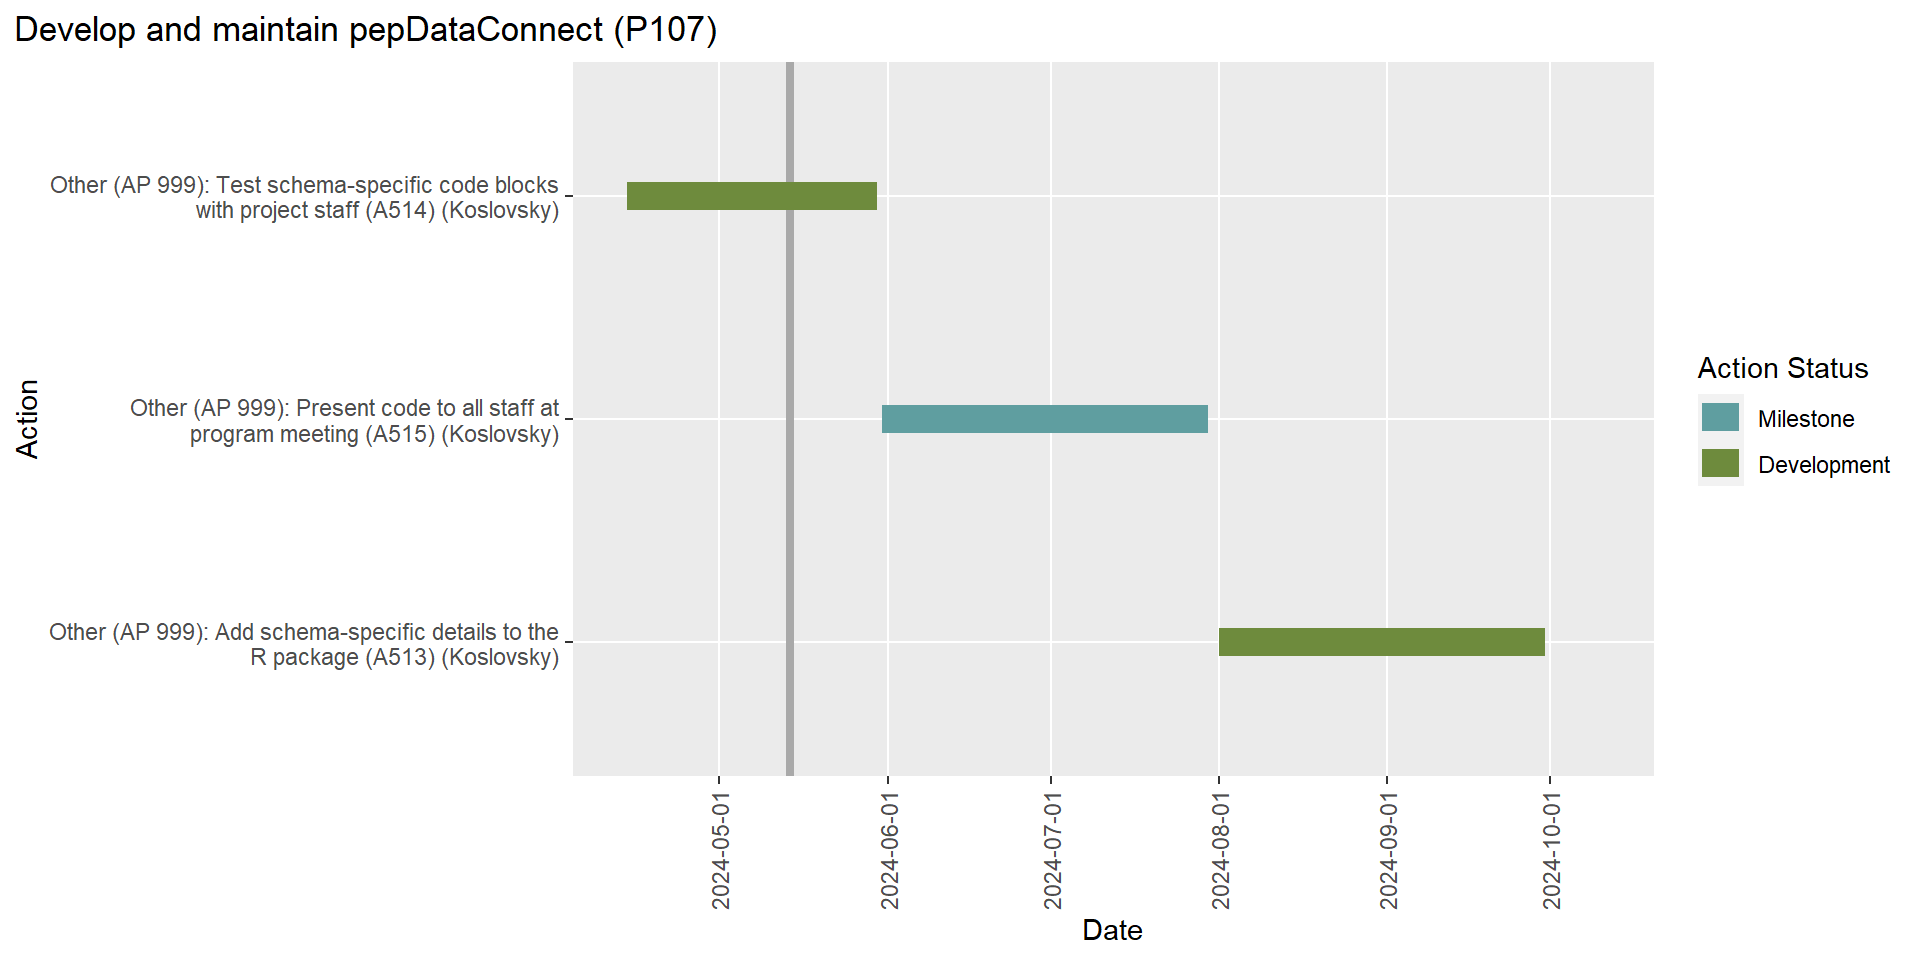 Develop and maintain pepDataConnect (P107)
Other (AP 999): Test schema-specific code blocks
with project staff (A514) (Koslovsky)
Other (AP 999): Present code to all staff at
program meeting (A515) (Koslovsky)
Other (AP 999): Add schema-specific details to the
R package (A513) (Koslovsky)
Action
2024-05-01
2024-06-01
2024-07-01
2024-08-01
2024-09-01
2024-10-01
Date
Action Status
Milestone
Development